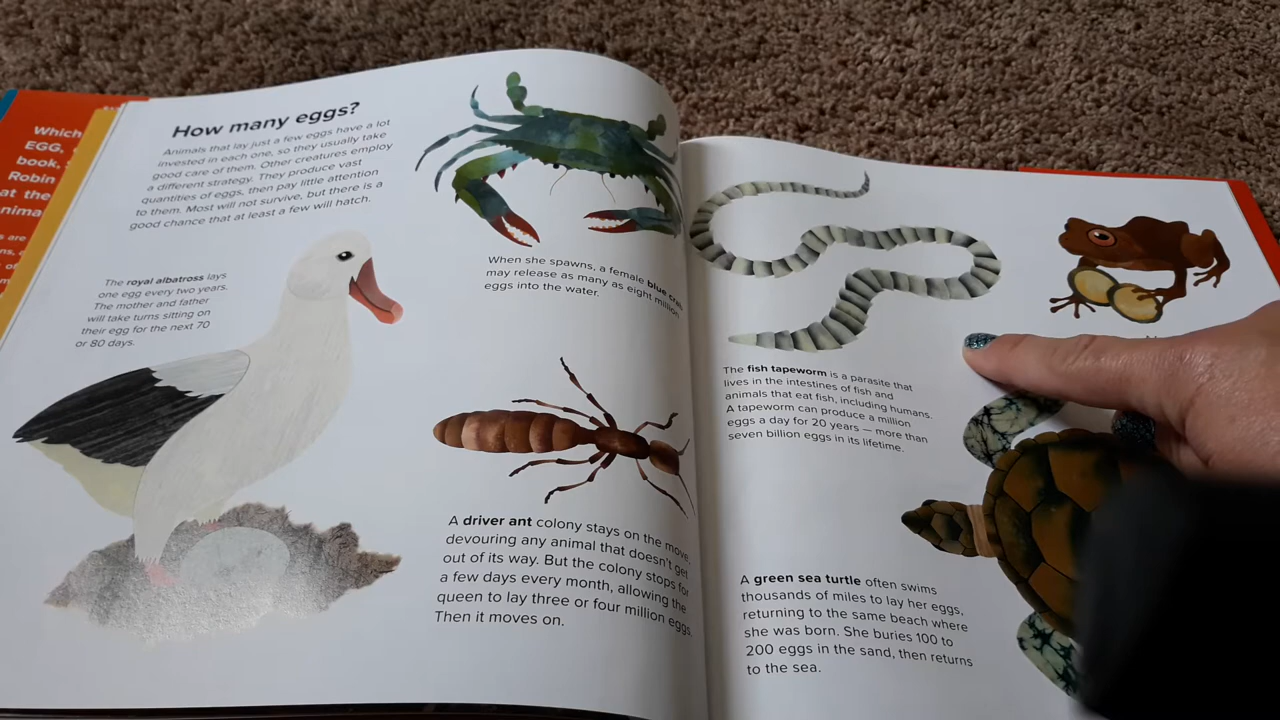 Which
EGG,
book,
Robin
at the
How many eggs?
Animals that lay just a few eggs have a lot
invested in each one, so they usually take
good care of them. Other creatures employ
a different strategy. They produce vast
quantities of eggs, then pay little attention
to them. Most will not survive, but there is a
good chance that at least a few will hatch.
The royal albatross lays
one egg every two years.
The mother and father
will take turns sitting on
their egg for the next 70
or 80 days.
When she spawns, a female blue
may release as many as eight million
eggs into the water.
A driver ant colony stays on the move,
devouring any animal that doesn't get
out of its way. But the colony stops for
a few days every month, allowing the
queen to lay three or four million eggs.
Then it moves on.
The fish tapeworm is a parasite that
lives in the intestines of fish and
animals that eat fish, including humans.
A tapeworm can produce a million
eggs a day for 20 years — more than
seven billion eggs in its lifetime.
A green sea turtle often swims
thousands of miles to lay her eggs,
returning to the same beach where
she was born. She buries 100 to
200 eggs in the sand, then returns
to the sea.